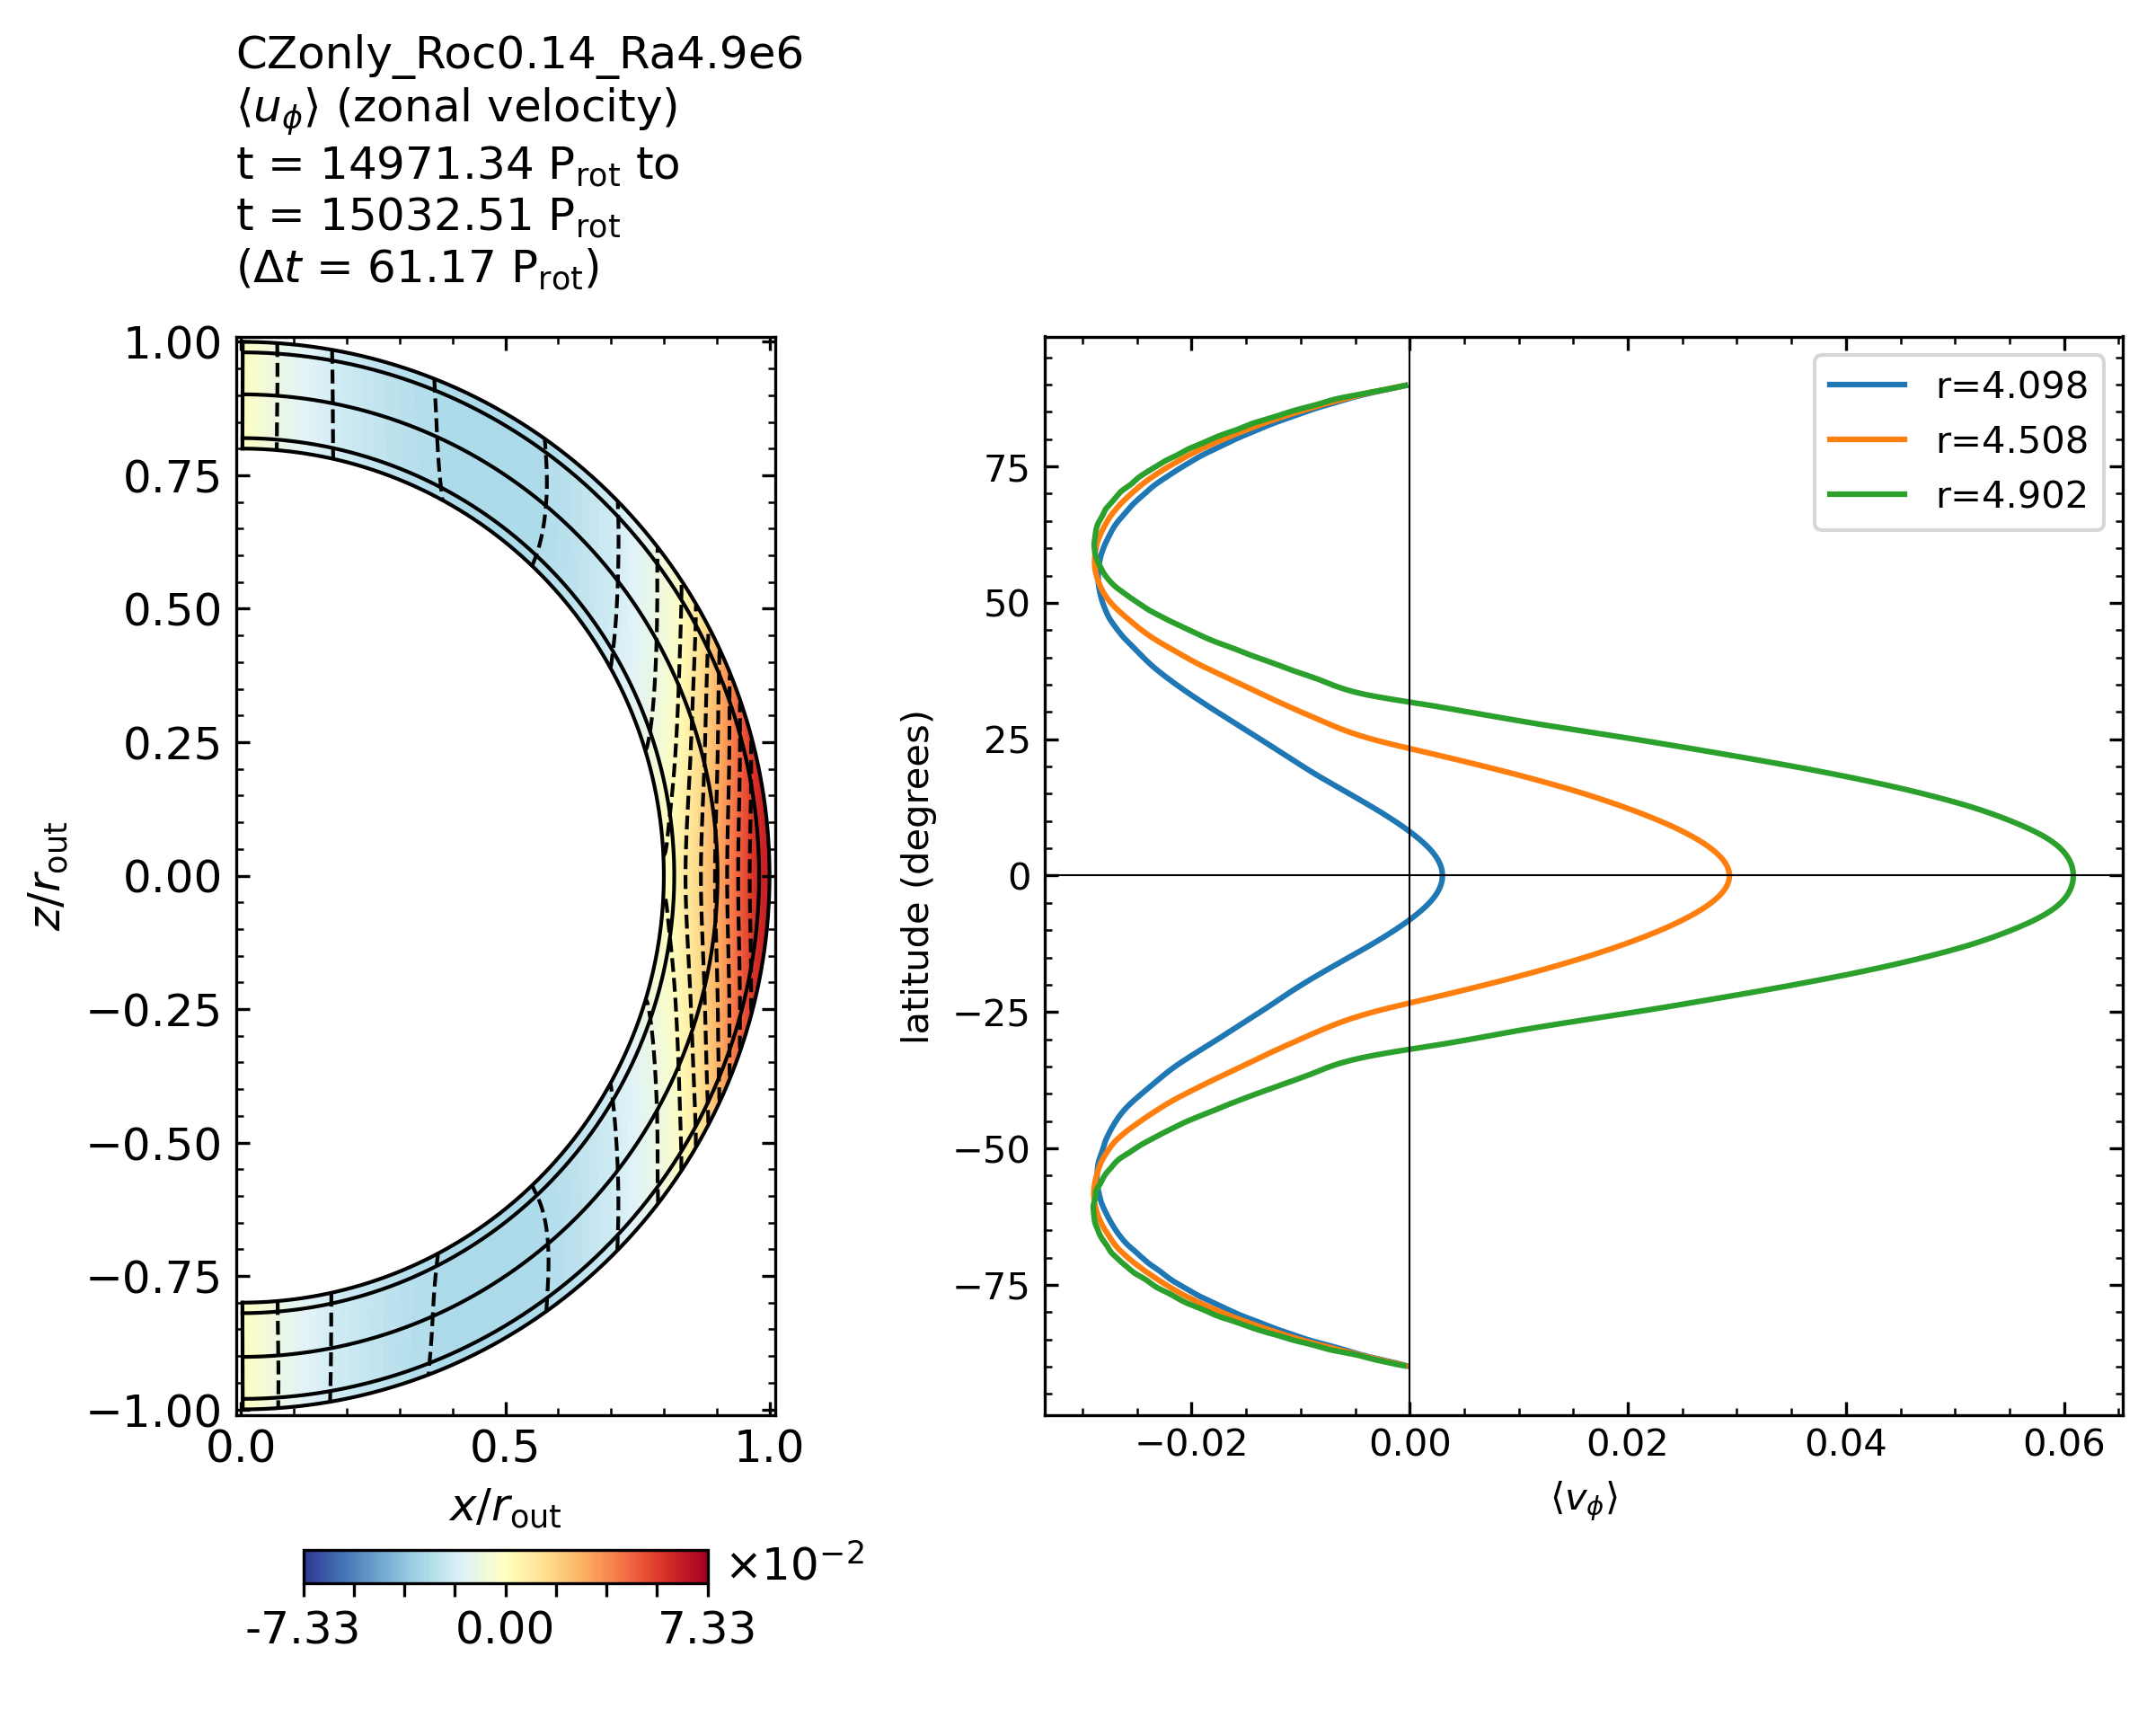 CZonly_Roc0.14_Ra4.9e6
⟨u_ϕ⟩ (zonal velocity)
t = 14971.34 P_rot to
t = 15032.51 P_rot
(Δt = 61.17 P_rot)
1.00
0.75
0.50
0.25
0.00
−0.25
−0.50
−0.75
−1.00
z/r_out
0.0 0.5 1.0
x/r_out
×10^−2
-7.33 0.00 7.33
r=4.098
r=4.508
r=4.902
75
50
25
0
−25
−50
−75
latitude (degrees)
−0.02 0.00 0.02 0.04 0.06
⟨v_ϕ⟩